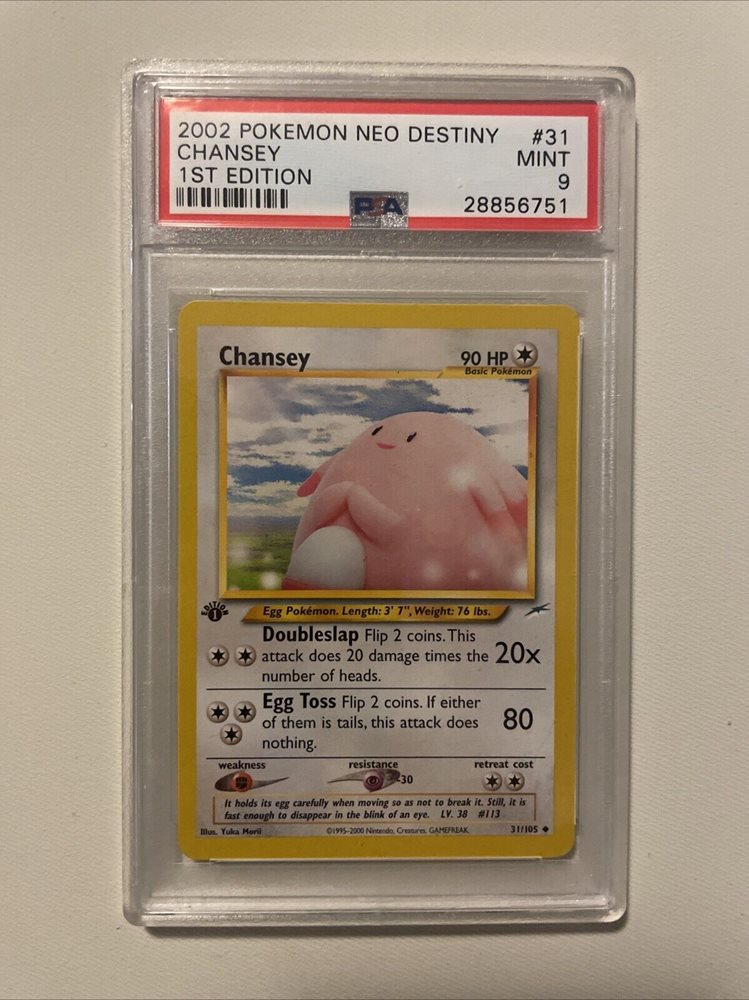 2002 POKEMON NEO DESTINY #31
CHANSEY MINT
1ST EDITION 9
PSA 28856751
Chansey 90 HP
Basic Pokémon
EDITION 1
Egg Pokémon. Length: 3' 7", Weight: 76 lbs.
Doubleslap Flip 2 coins. This
attack does 20 damage times the 20x
number of heads.
Egg Toss Flip 2 coins. If either
of them is tails, this attack does 80
nothing.
weakness resistance retreat cost
-30
It holds its egg carefully when moving so as not to break it. Still, it is
fast enough to disappear in the blink of an eye. LV. 38 #113
Illus. Yuka Morii ©1995-2000 Nintendo, Creatures, GAMEFREAK. 31/105